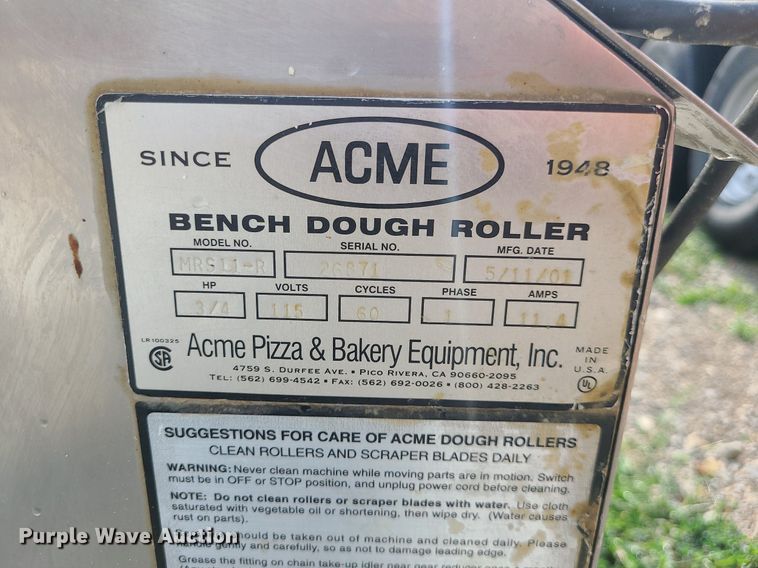 SINCE ACME 1948
BENCH DOUGH ROLLER
MODEL NO. SERIAL NO. MFG. DATE
MRS11-R 26871 5/11/01
HP VOLTS CYCLES PHASE AMPS
3/4 115 60 1 11.4
LR100325
Acme Pizza & Bakery Equipment, Inc.
MADE IN U.S.A.
4759 S. DURFEE AVE. • PICO RIVERA, CA 90660-2095
TEL: (562) 699-4542 • FAX: (562) 692-0026 • (800) 428-2263
SUGGESTIONS FOR CARE OF ACME DOUGH ROLLERS
CLEAN ROLLERS AND SCRAPER BLADES DAILY
WARNING: Never clean machine while moving parts are in motion. Switch
must be in OFF or STOP position, and unplug power cord before cleaning.
NOTE: Do not clean rollers or scraper blades with water. Use cloth
saturated with vegetable oil or shortening, then wipe dry. (Water causes
rust on parts).
should be taken out of machine and cleaned daily. Please
handle gently and carefully, so as not to damage leading edge.
Grease the fitting on chain take-up idler near gear reducer once a
Purple Wave Auction